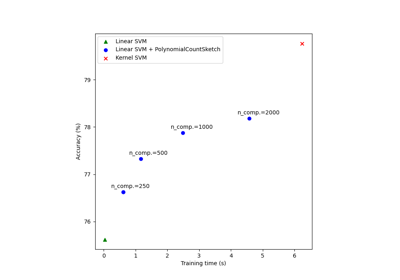 Linear SVM
Linear SVM + PolynomialCountSketch
Kernel SVM
79
n_comp.=2000
78
n_comp.=1000
n_comp.=500
77
n_comp.=250
76
Accuracy (%)
0 1 2 3 4 5 6
Training time (s)